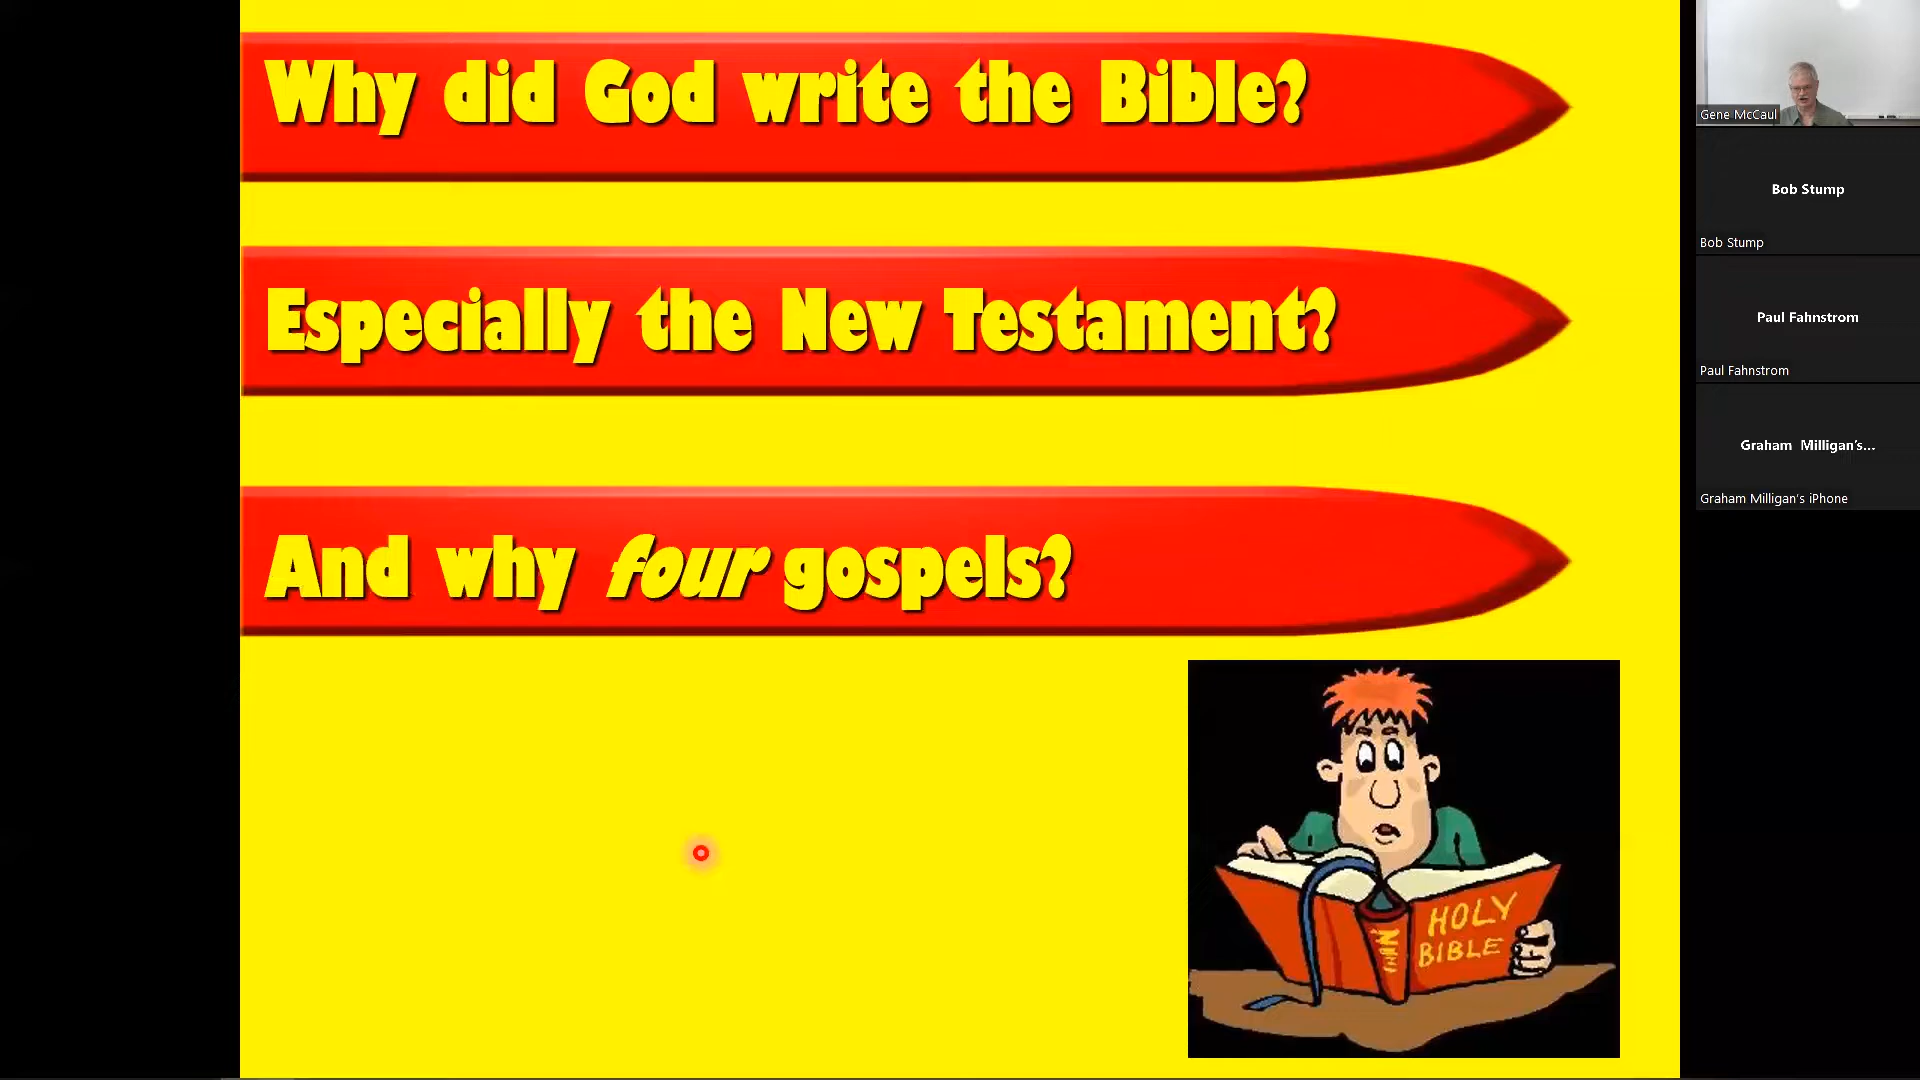 Why did God write the Bible?
Especially the New Testament?
And why four gospels?
HOLY
BIBLE
Gene McCaul
Bob Stump
Bob Stump
Paul Fahnstrom
Paul Fahnstrom
Graham Milligan's...
Graham Milligan's iPhone